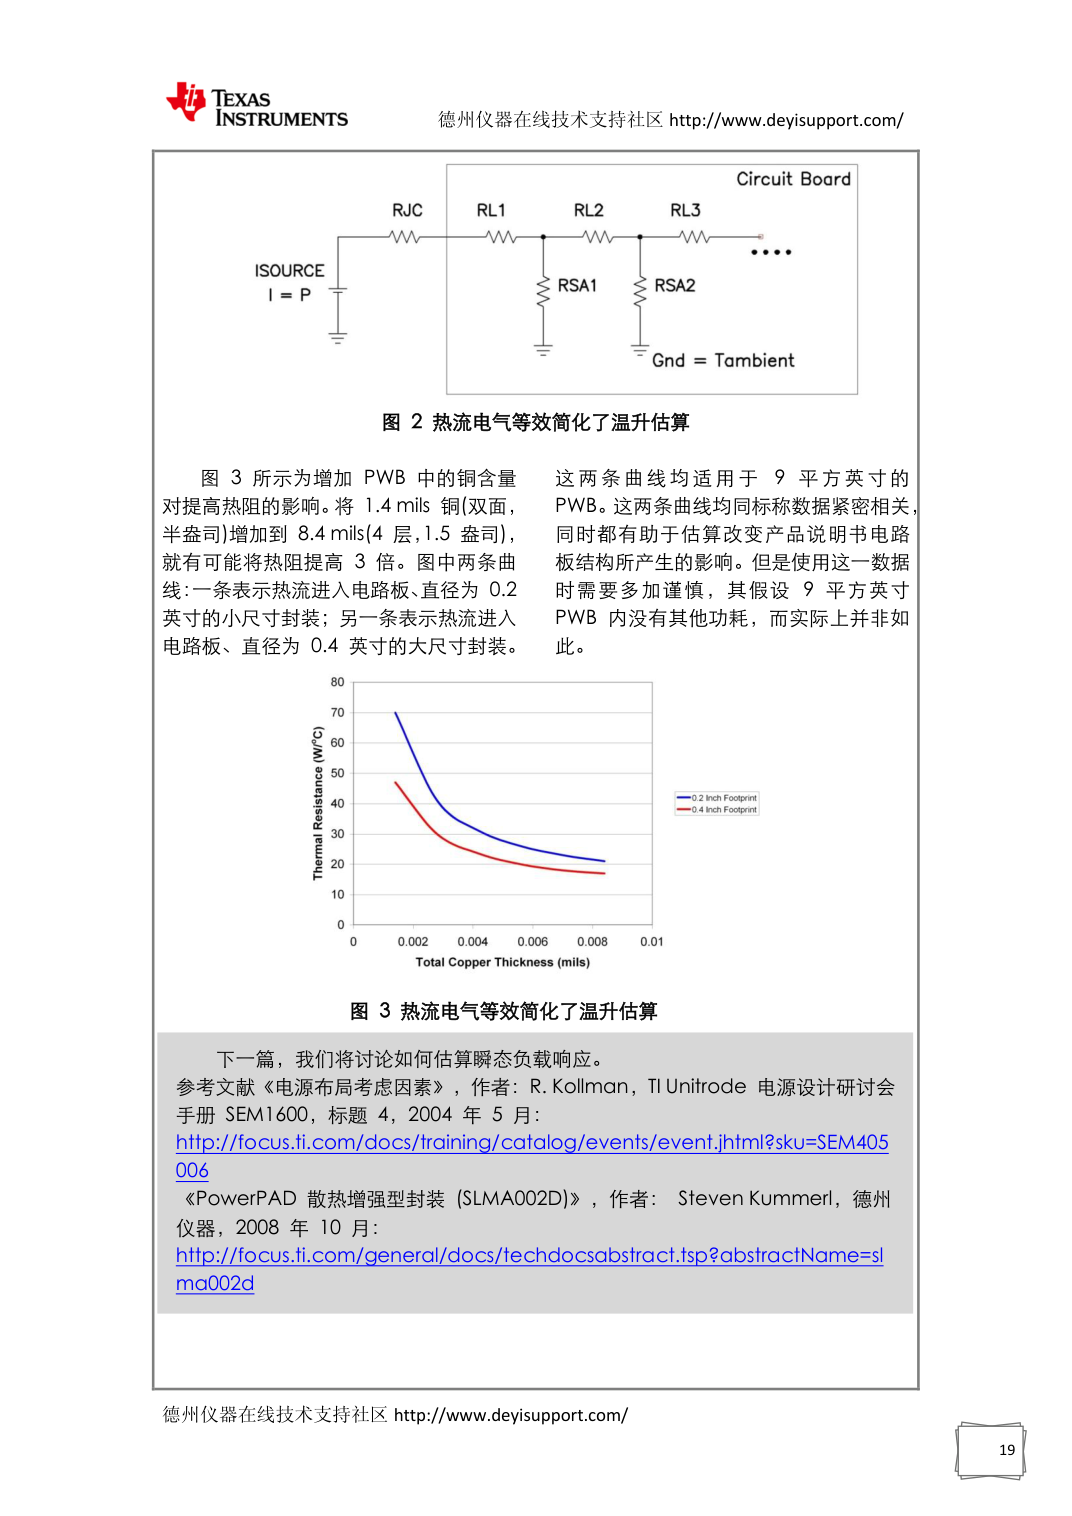 TEXAS
INSTRUMENTS
德州仪器在线技术支持社区 http://www.deyisupport.com/
Circuit Board
RJC RL1 RL2 RL3
ISOURCE
I = P
RSA1 RSA2
Gnd = Tambient
图 2 热流电气等效简化了温升估算
图 3 所示为增加 PWB 中的铜含量
对提高热阻的影响。将 1.4 mils 铜(双面，
半盎司)增加到 8.4 mils(4 层，1.5 盎司)，
就有可能将热阻提高 3 倍。图中两条曲
线：一条表示热流进入电路板、直径为 0.2
英寸的小尺寸封装；另一条表示热流进入
电路板、直径为 0.4 英寸的大尺寸封装。
这两条曲线均适用于 9 平方英寸的
PWB。这两条曲线均同标称数据紧密相关，
同时都有助于估算改变产品说明书电路
板结构所产生的影响。但是使用这一数据
时需要多加谨慎，其假设 9 平方英寸
PWB 内没有其他功耗，而实际上并非如
此。
80
70
60
50
40
30
20
10
0
Thermal Resistance (W/°C)
0 0.002 0.004 0.006 0.008 0.01
Total Copper Thickness (mils)
0.2 Inch Footprint
0.4 Inch Footprint
图 3 热流电气等效简化了温升估算
下一篇，我们将讨论如何估算瞬态负载响应。
参考文献《电源布局考虑因素》，作者：R. Kollman，TI Unitrode 电源设计研讨会
手册 SEM1600，标题 4，2004 年 5 月：
http://focus.ti.com/docs/training/catalog/events/event.jhtml?sku=SEM405
006
《PowerPAD 散热增强型封装 (SLMA002D)》，作者： Steven Kummerl，德州
仪器，2008 年 10 月：
http://focus.ti.com/general/docs/techdocsabstract.tsp?abstractName=sl
ma002d
德州仪器在线技术支持社区 http://www.deyisupport.com/
19